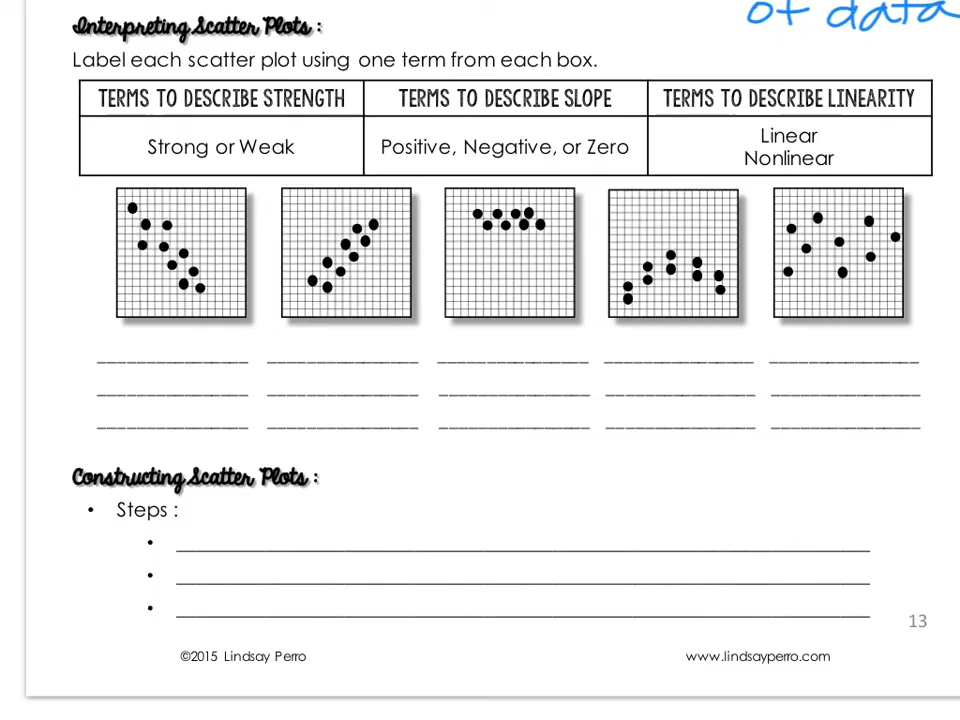 of data
Interpreting Scatter Plots :
Label each scatter plot using one term from each box.
TERMS TO DESCRIBE STRENGTH TERMS TO DESCRIBE SLOPE TERMS TO DESCRIBE LINEARITY
Strong or Weak Positive, Negative, or Zero Linear
Nonlinear
Constructing Scatter Plots :
• Steps :
•
•
•
13
©2015 Lindsay Perro www.lindsayperro.com